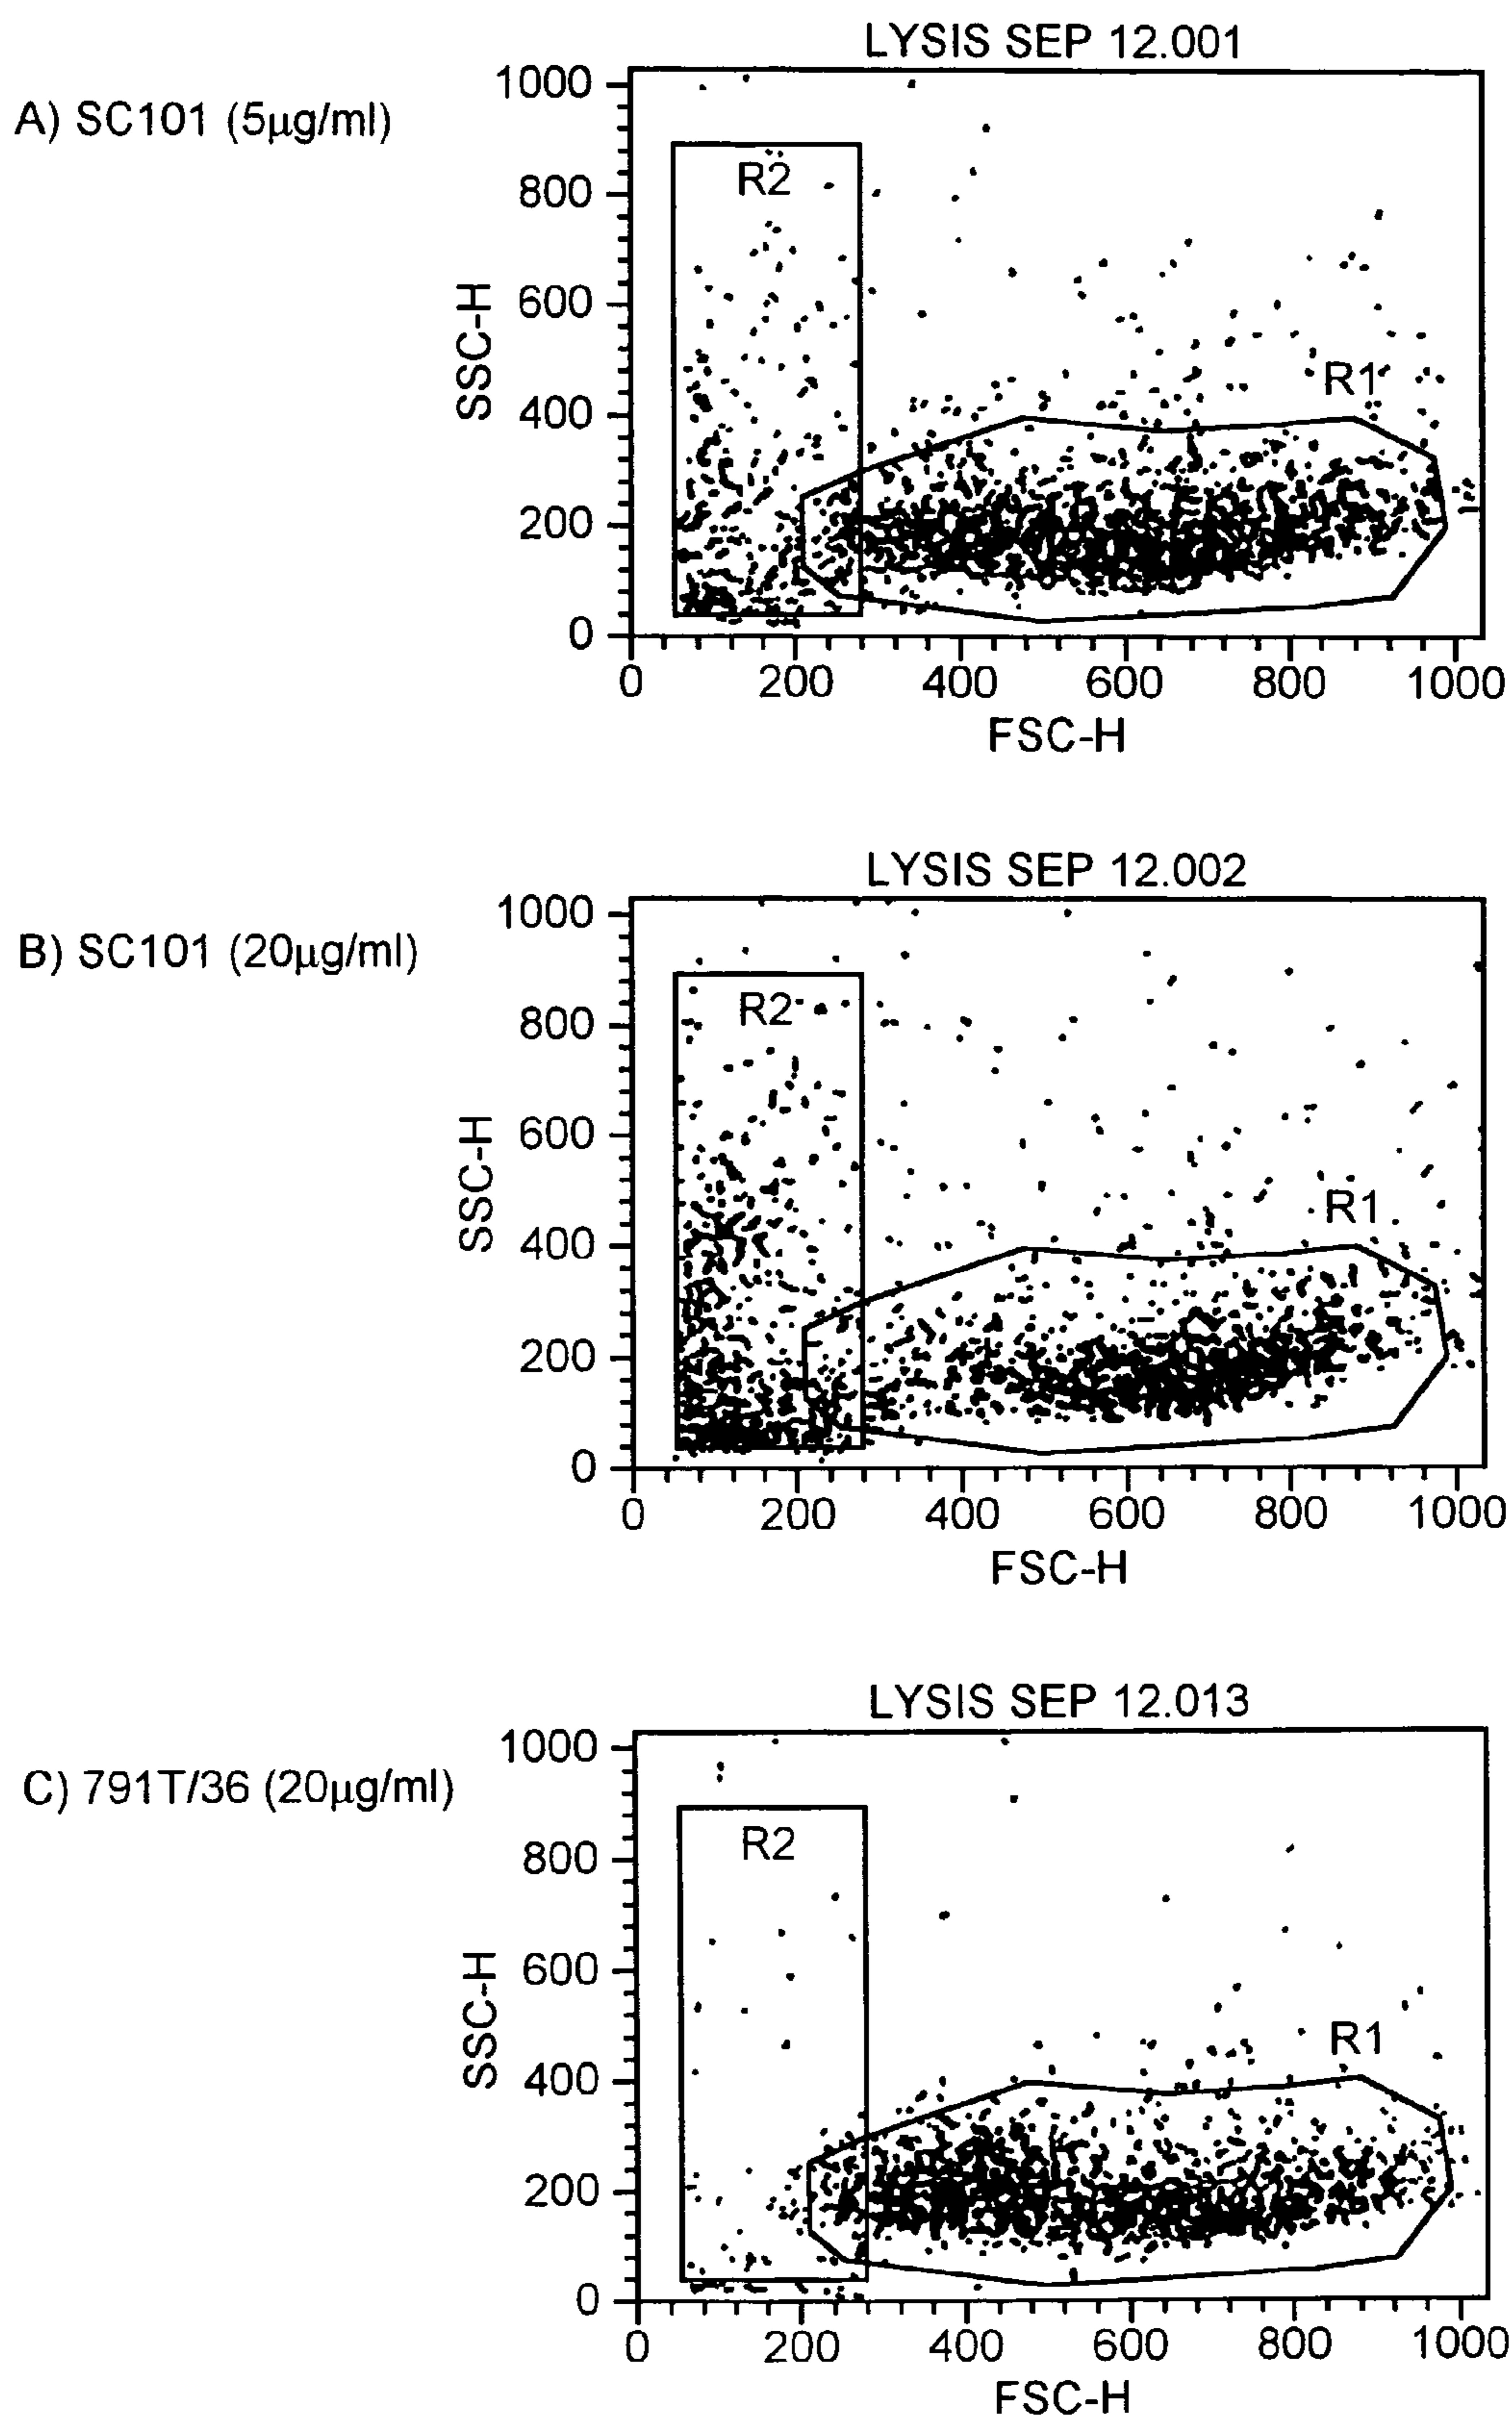 LYSIS SEP 12.001
A) SC101 (5µg/ml)
1000
800
600
400
200
0
SSC-H
R2
R1
0 200 400 600 800 1000
FSC-H
LYSIS SEP 12.002
B) SC101 (20µg/ml)
1000
800
600
400
200
0
SSC-H
R2
R1
0 200 400 600 800 1000
FSC-H
LYSIS SEP 12.013
C) 791T/36 (20µg/ml)
1000
800
600
400
200
0
SSC-H
R2
R1
0 200 400 600 800 1000
FSC-H